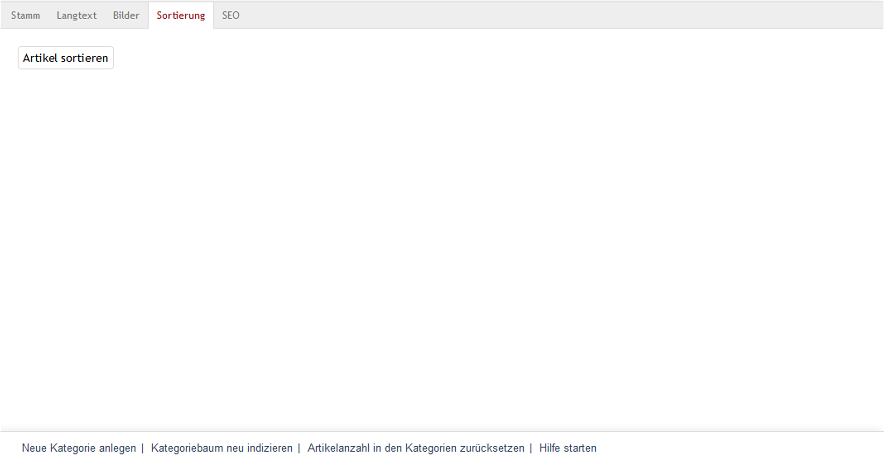 Stamm Langtext Bilder Sortierung SEO
Artikel sortieren
Neue Kategorie anlegen | Kategoriebaum neu indizieren | Artikelanzahl in den Kategorien zurücksetzen | Hilfe starten